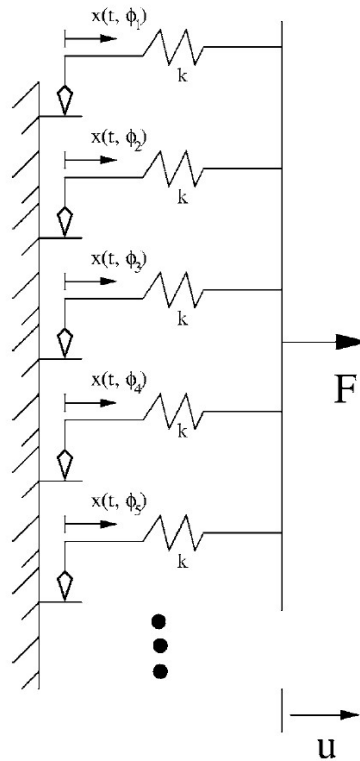 x(t, ϕ₁)
k
x(t, ϕ₂)
k
x(t, ϕ₃)
k
F
x(t, ϕ₄)
k
x(t, ϕ₅)
k
u